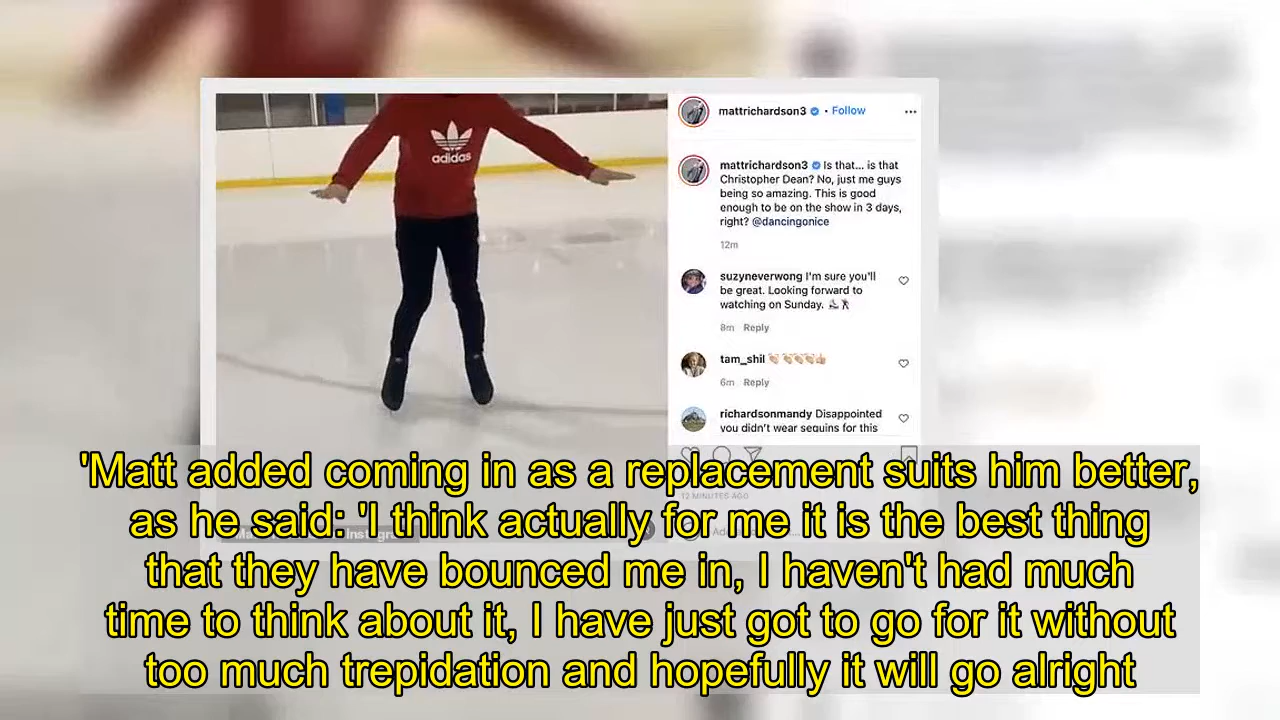 adidas
mattrichardson3 • Follow
mattrichardson3 Is that... is that
Christopher Dean? No, just me guys
being so amazing. This is good
enough to be on the show in 3 days,
right? @dancingonice
12m
suzyneverwong I'm sure you'll
be great. Looking forward to
watching on Sunday.
8m Reply
tam_shil
6m Reply
richardsonmandy Disappointed
you didn't wear sequins for this
'Matt added coming in as a replacement suits him better,
12 MINUTES AGO
as he said: 'I think actually for me it is the best thing
that they have bounced me in, I haven't had much
time to think about it, I have just got to go for it without
too much trepidation and hopefully it will go alright